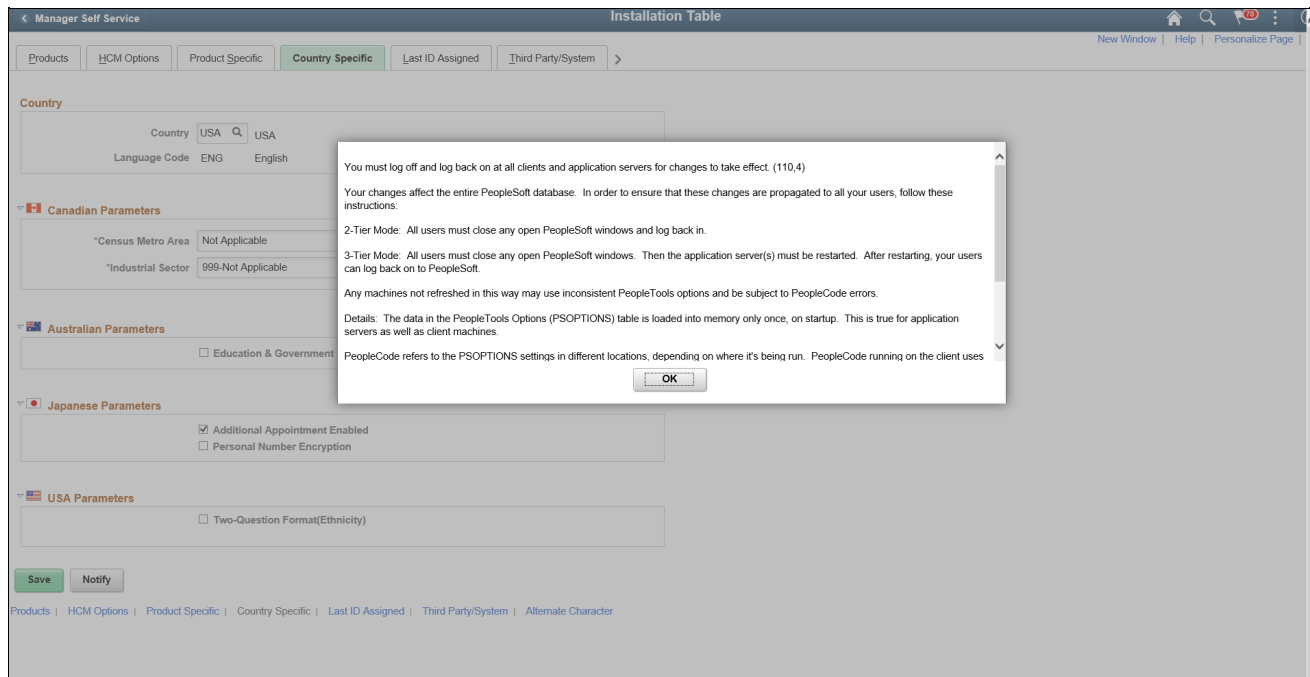 Manager Self Service
Installation Table
70
New Window | Help | Personalize Page |
Products
HCM Options
Product Specific
Country Specific
Last ID Assigned
Third Party/System
Country
Country USA USA
Language Code ENG English
Canadian Parameters
*Census Metro Area Not Applicable
*Industrial Sector 999-Not Applicable
Australian Parameters
Education & Government
Japanese Parameters
Additional Appointment Enabled
Personal Number Encryption
USA Parameters
Two-Question Format(Ethnicity)
You must log off and log back on at all clients and application servers for changes to take effect. (110,4)
Your changes affect the entire PeopleSoft database. In order to ensure that these changes are propagated to all your users, follow these
instructions:
2-Tier Mode: All users must close any open PeopleSoft windows and log back in.
3-Tier Mode: All users must close any open PeopleSoft windows. Then the application server(s) must be restarted. After restarting, your users
can log back on to PeopleSoft.
Any machines not refreshed in this way may use inconsistent PeopleTools options and be subject to PeopleCode errors.
Details: The data in the PeopleTools Options (PSOPTIONS) table is loaded into memory only once, on startup. This is true for application
servers as well as client machines.
PeopleCode refers to the PSOPTIONS settings in different locations, depending on where it's being run. PeopleCode running on the client uses
OK
Save
Notify
Products | HCM Options | Product Specific | Country Specific | Last ID Assigned | Third Party/System | Alternate Character